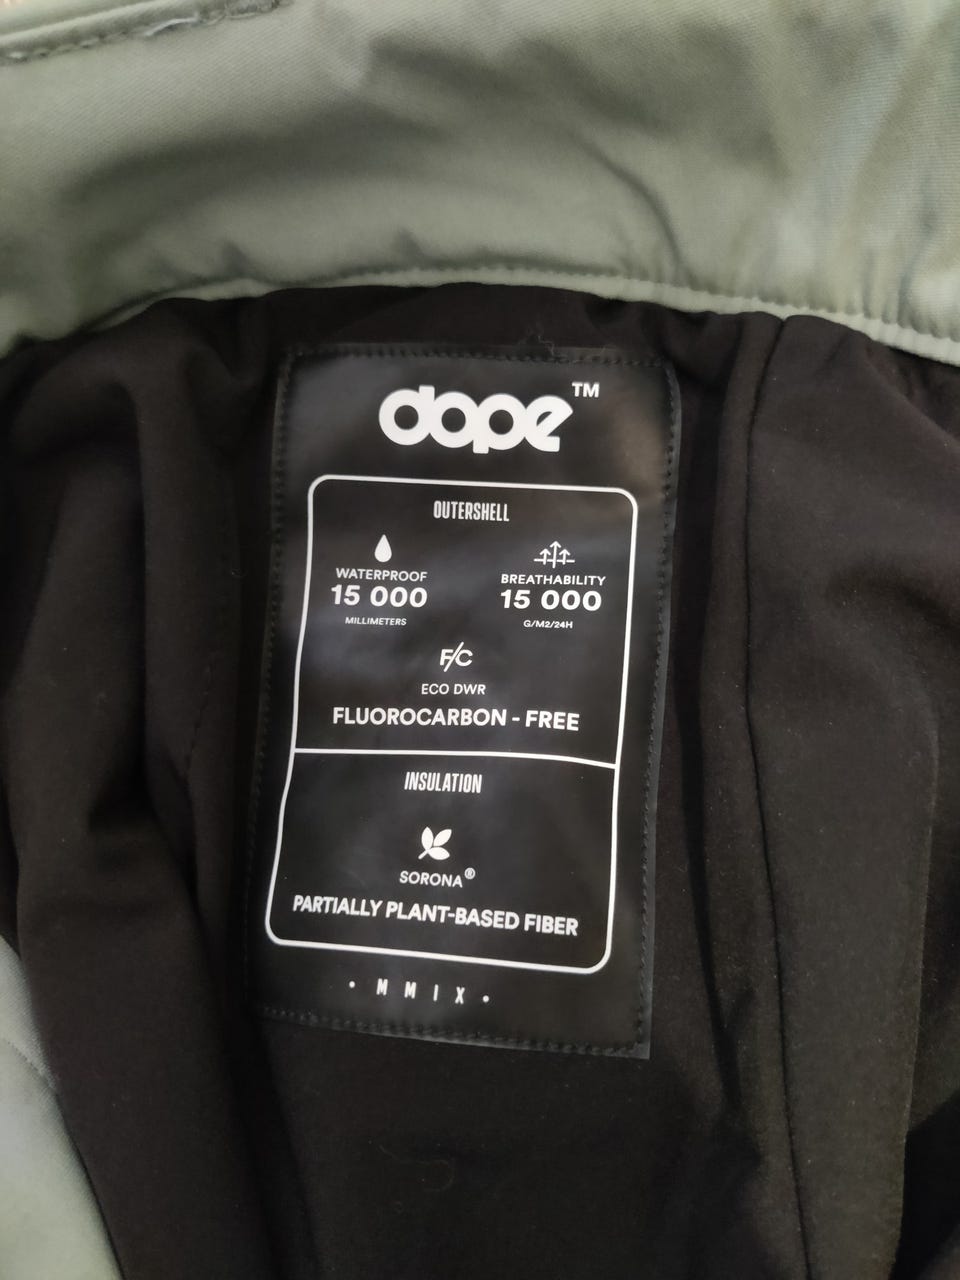 dope™
OUTERSHELL
WATERPROOF
15 000
MILLIMETERS
BREATHABILITY
15 000
G/M2/24H
F/C
ECO DWR
FLUOROCARBON - FREE
INSULATION
SORONA®
PARTIALLY PLANT-BASED FIBER
• M M I X •